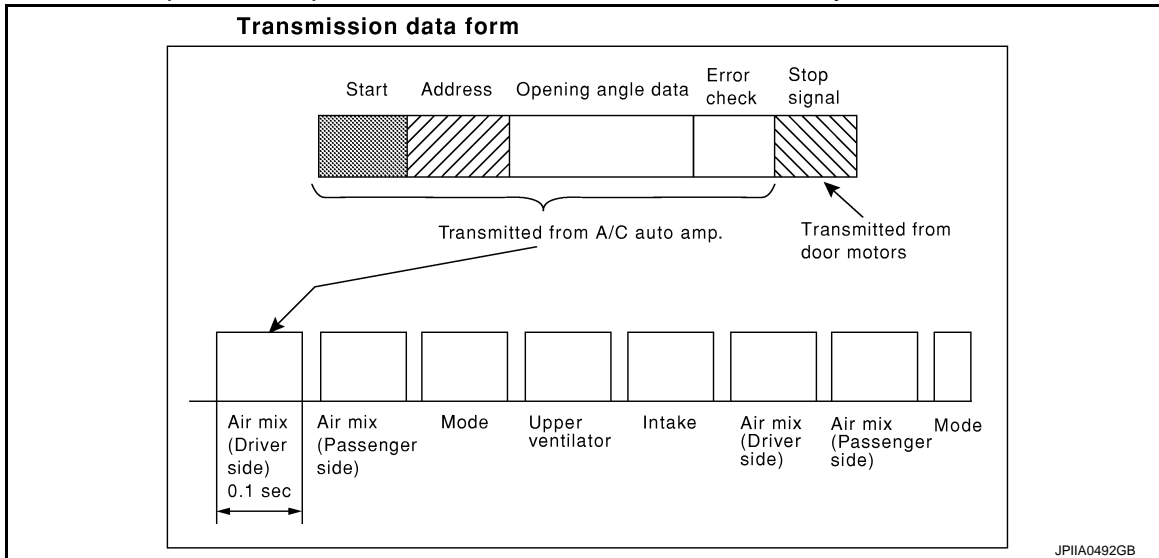 Transmission data form
Start Address Opening angle data Error check Stop signal
Transmitted from A/C auto amp.
Transmitted from
door motors
Air mix
(Driver
side)
0.1 sec
Air mix
(Passenger
side)
Mode
Upper
ventilator
Intake
Air mix
(Driver
side)
Air mix
(Passenger
side)
Mode
JPIIA0492GB